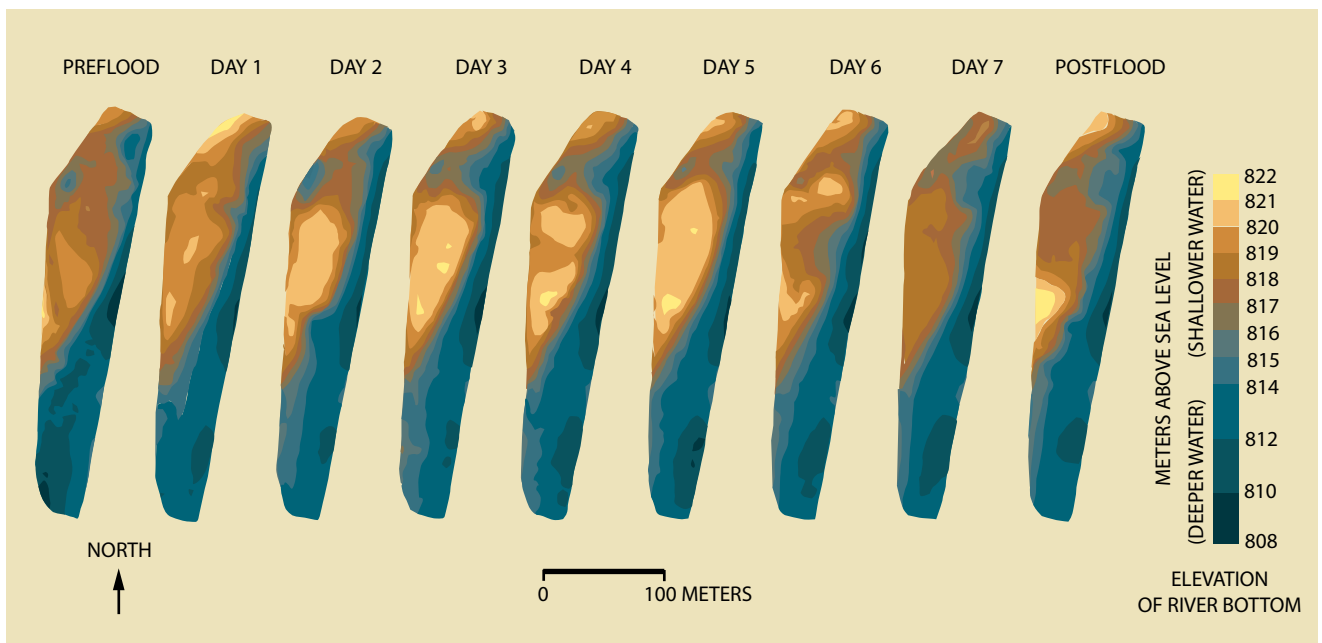 PREFLOOD
DAY 1
DAY 2
DAY 3
DAY 4
DAY 5
DAY 6
DAY 7
POSTFLOOD
METERS ABOVE SEA LEVEL
(SHALLOWER WATER)
(DEEPER WATER)
822
821
820
819
818
817
816
815
814
812
810
808
ELEVATION
OF RIVER BOTTOM
NORTH
0
100 METERS